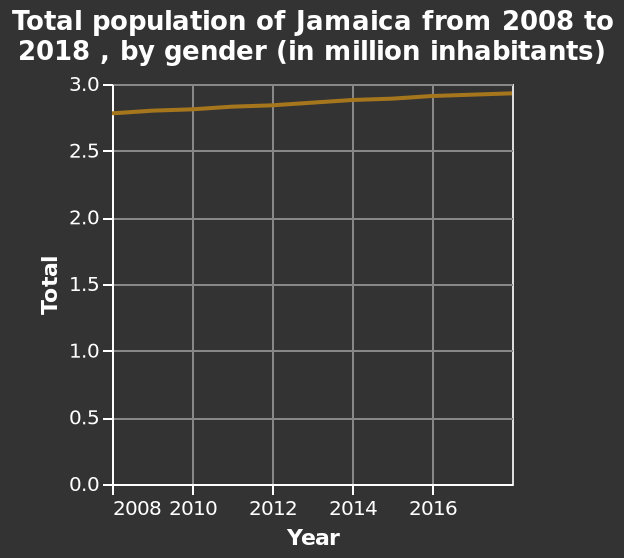 Total population of Jamaica from 2008 to
2018 , by gender (in million inhabitants)
3.0
2.5
2.0
1.5
1.0
0.5
0.0
Total
2008 2010 2012 2014 2016
Year